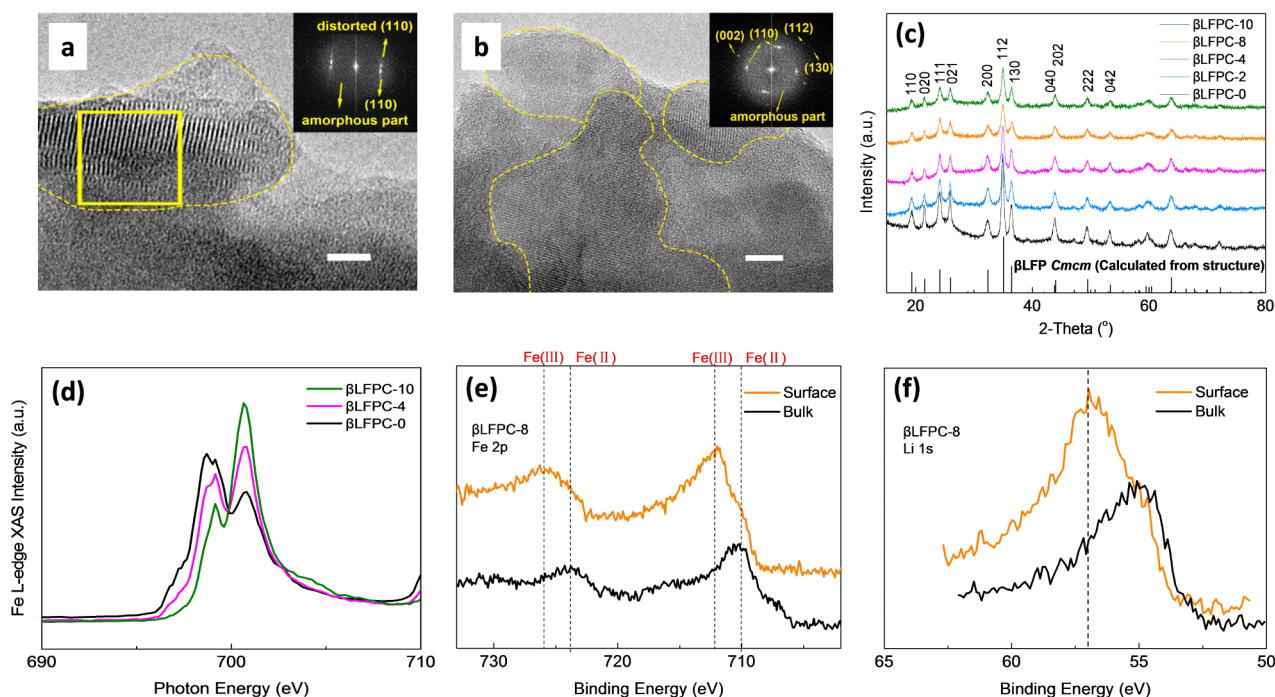 a
distorted (110)
(110)
amorphous part
b
(002)
(110)
(112)
(130)
amorphous part
(c)
βLFPC-10
βLFPC-8
βLFPC-4
βLFPC-2
βLFPC-0
110
020
111
021
200
112
130
040
202
222
042
βLFP Cmcm (Calculated from structure)
Intensity (a.u.)
20 30 40 50 60 70 80
2-Theta (°)
(d)
βLFPC-10
βLFPC-4
βLFPC-0
Fe L-edge XAS Intensity (a.u.)
690 700 710
Photon Energy (eV)
Fe(III) Fe(II) Fe(III) Fe(II)
(e)
Surface
Bulk
βLFPC-8
Fe 2p
730 720 710
Binding Energy (eV)
(f)
Surface
Bulk
βLFPC-8
Li 1s
65 60 55 50
Binding Energy (eV)